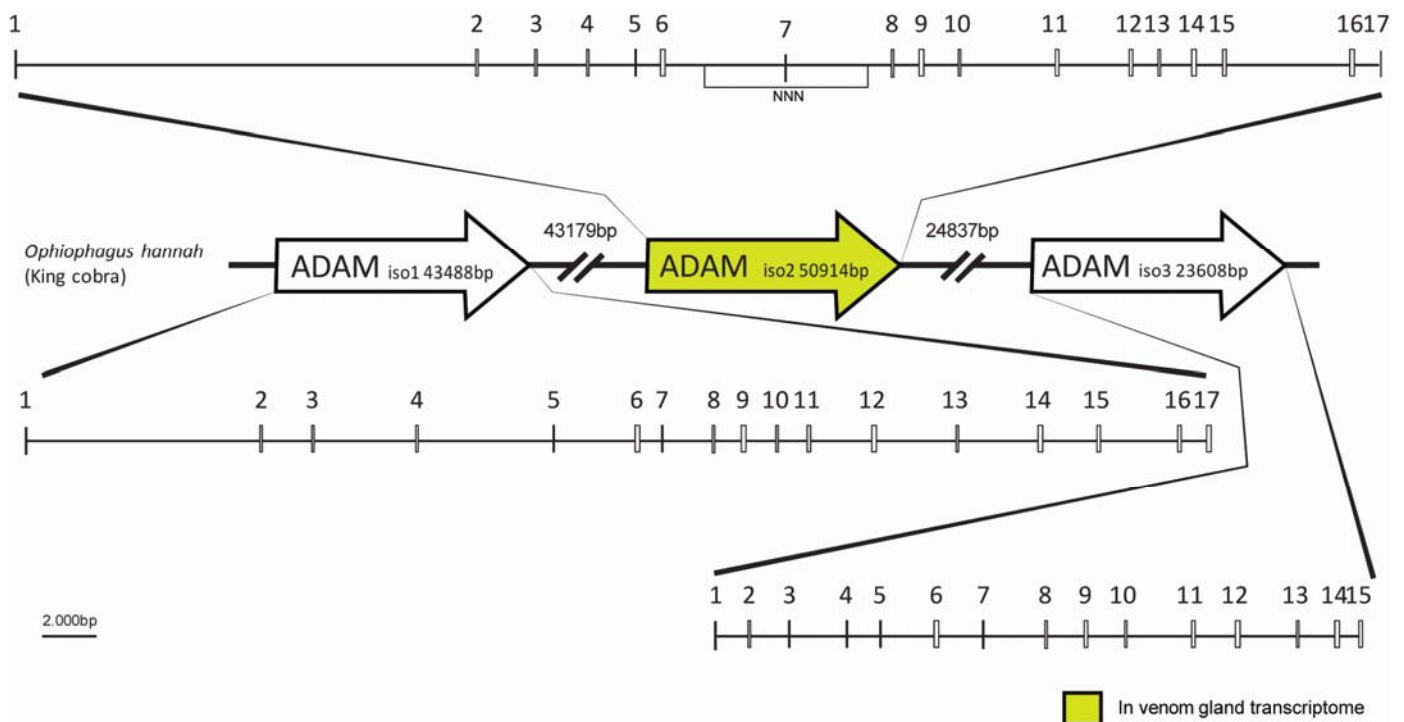 1 2 3 4 5 6 7 8 9 10 11 12 13 14 15 16 17
NNN
43179bp 24837bp
Ophiophagus hannah
(King cobra)
ADAM iso1 43488bp ADAM iso2 50914bp ADAM iso3 23608bp
1 2 3 4 5 6 7 8 9 10 11 12 13 14 15 16 17
1 2 3 4 5 6 7 8 9 10 11 12 13 14 15
2.000bp
In venom gland transcriptome